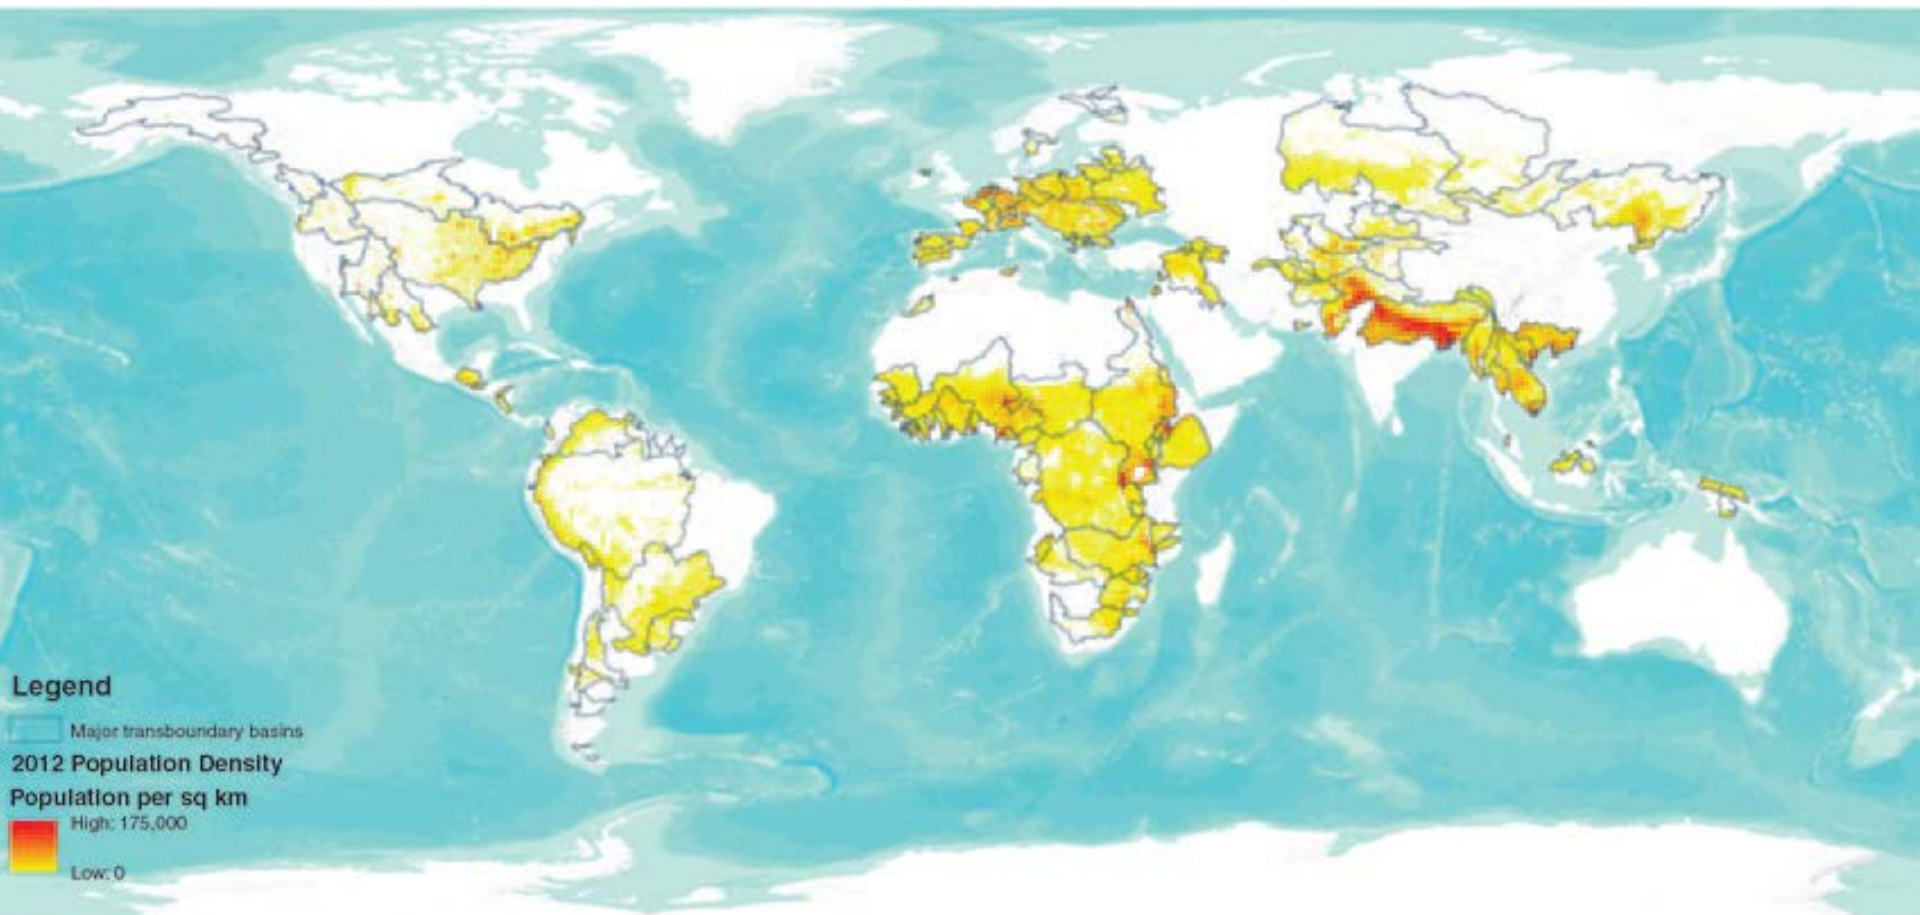 Legend
Major transboundary basins
2012 Population Density
Population per sq km
High: 175,000
Low: 0